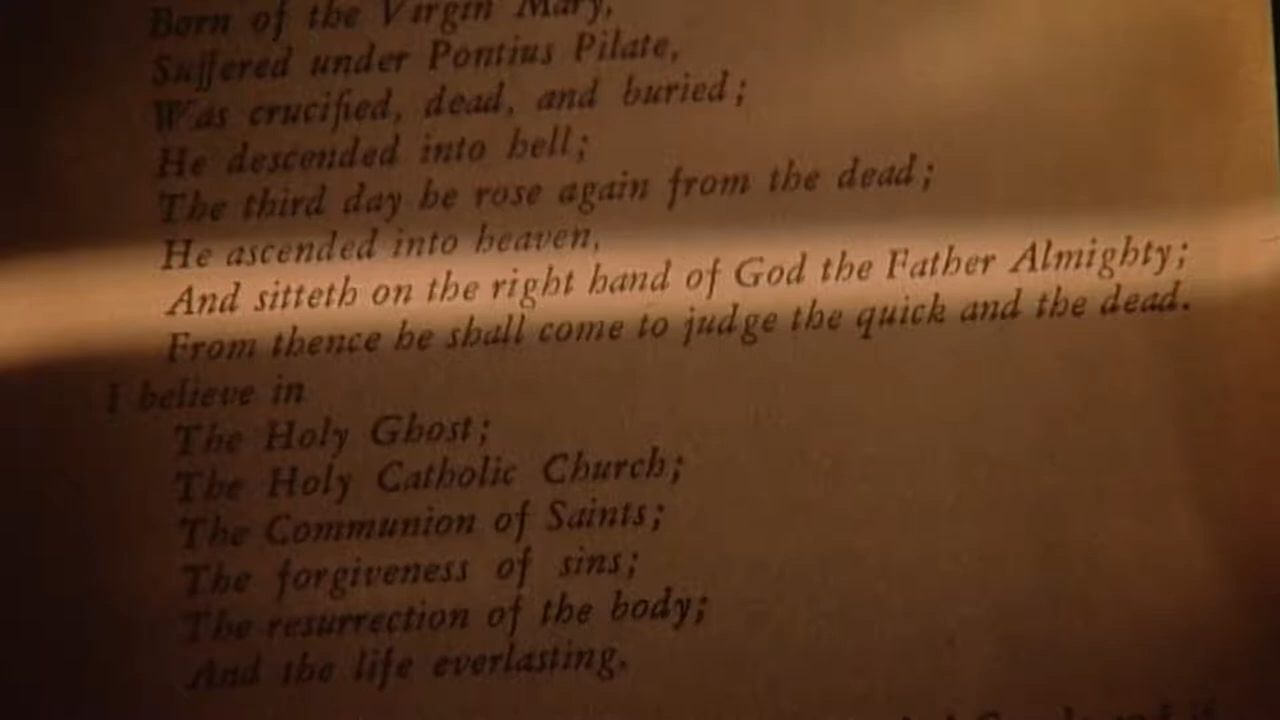 Born of the Virgin Mary,
Suffered under Pontius Pilate,
Was crucified, dead, and buried;
He descended into hell;
The third day he rose again from the dead;
He ascended into heaven,
And sitteth on the right hand of God the Father Almighty;
From thence he shall come to judge the quick and the dead.
I believe in
The Holy Ghost;
The Holy Catholic Church;
The Communion of Saints;
The forgiveness of sins;
The resurrection of the body;
And the life everlasting.